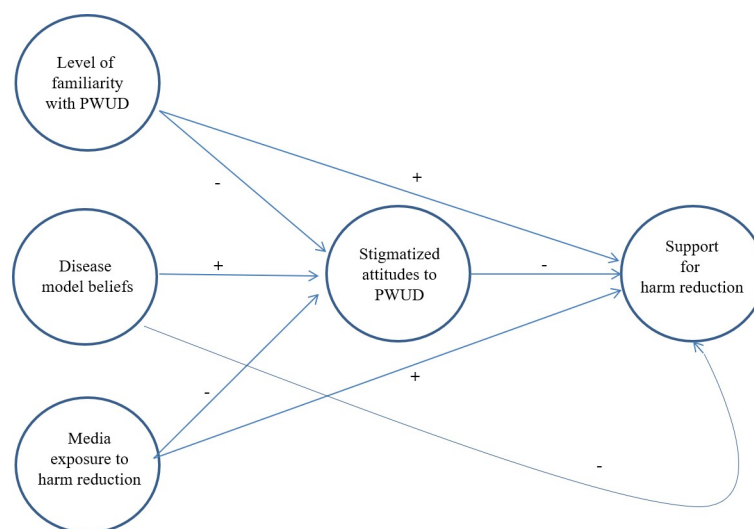 Level of
familiarity
with PWUD
+
-
Disease
model beliefs
+
Stigmatized
attitudes to
PWUD
-
Support
for
harm reduction
-
+
Media
exposure to
harm reduction
-